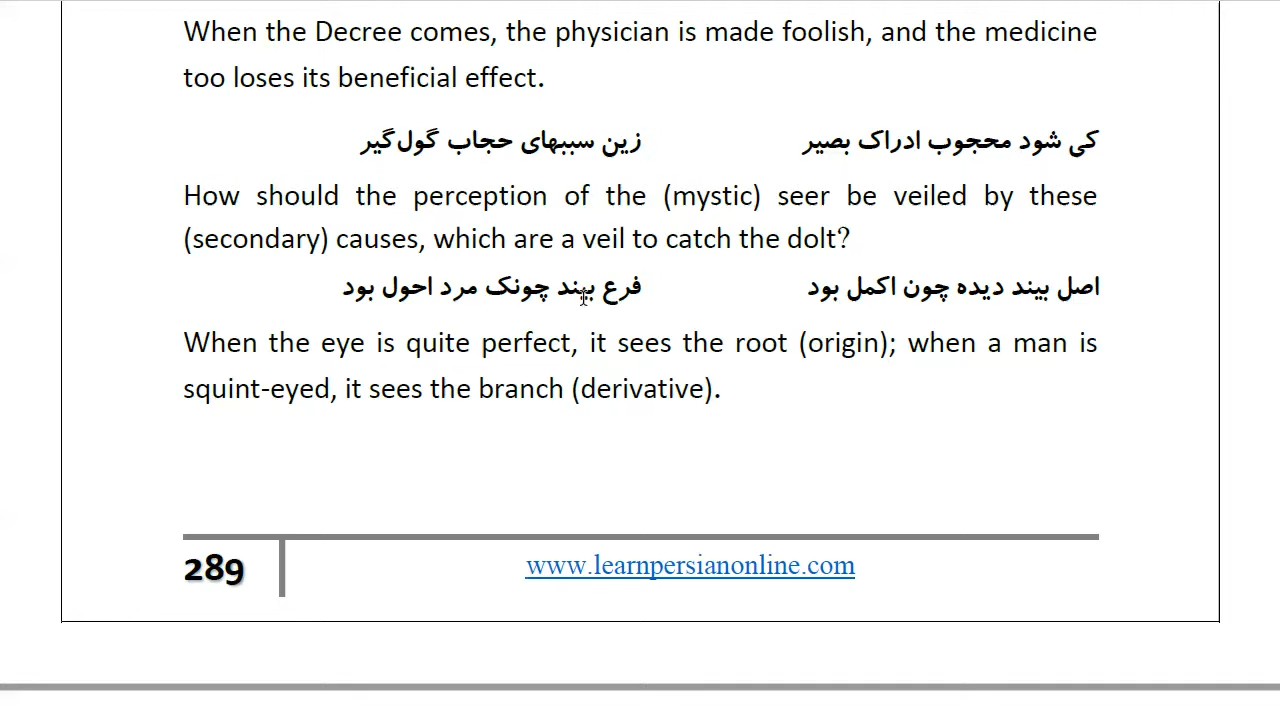 When the Decree comes, the physician is made foolish, and the medicine
too loses its beneficial effect.
کی شود محجوب ادراک بصیر زین سببهای حجاب گول‌گیر
How should the perception of the (mystic) seer be veiled by these
(secondary) causes, which are a veil to catch the dolt?
اصل بیند دیده چون اکمل بود فرع بیند چونک مرد احول بود
When the eye is quite perfect, it sees the root (origin); when a man is
squint-eyed, it sees the branch (derivative).
289 www.learnpersianonline.com